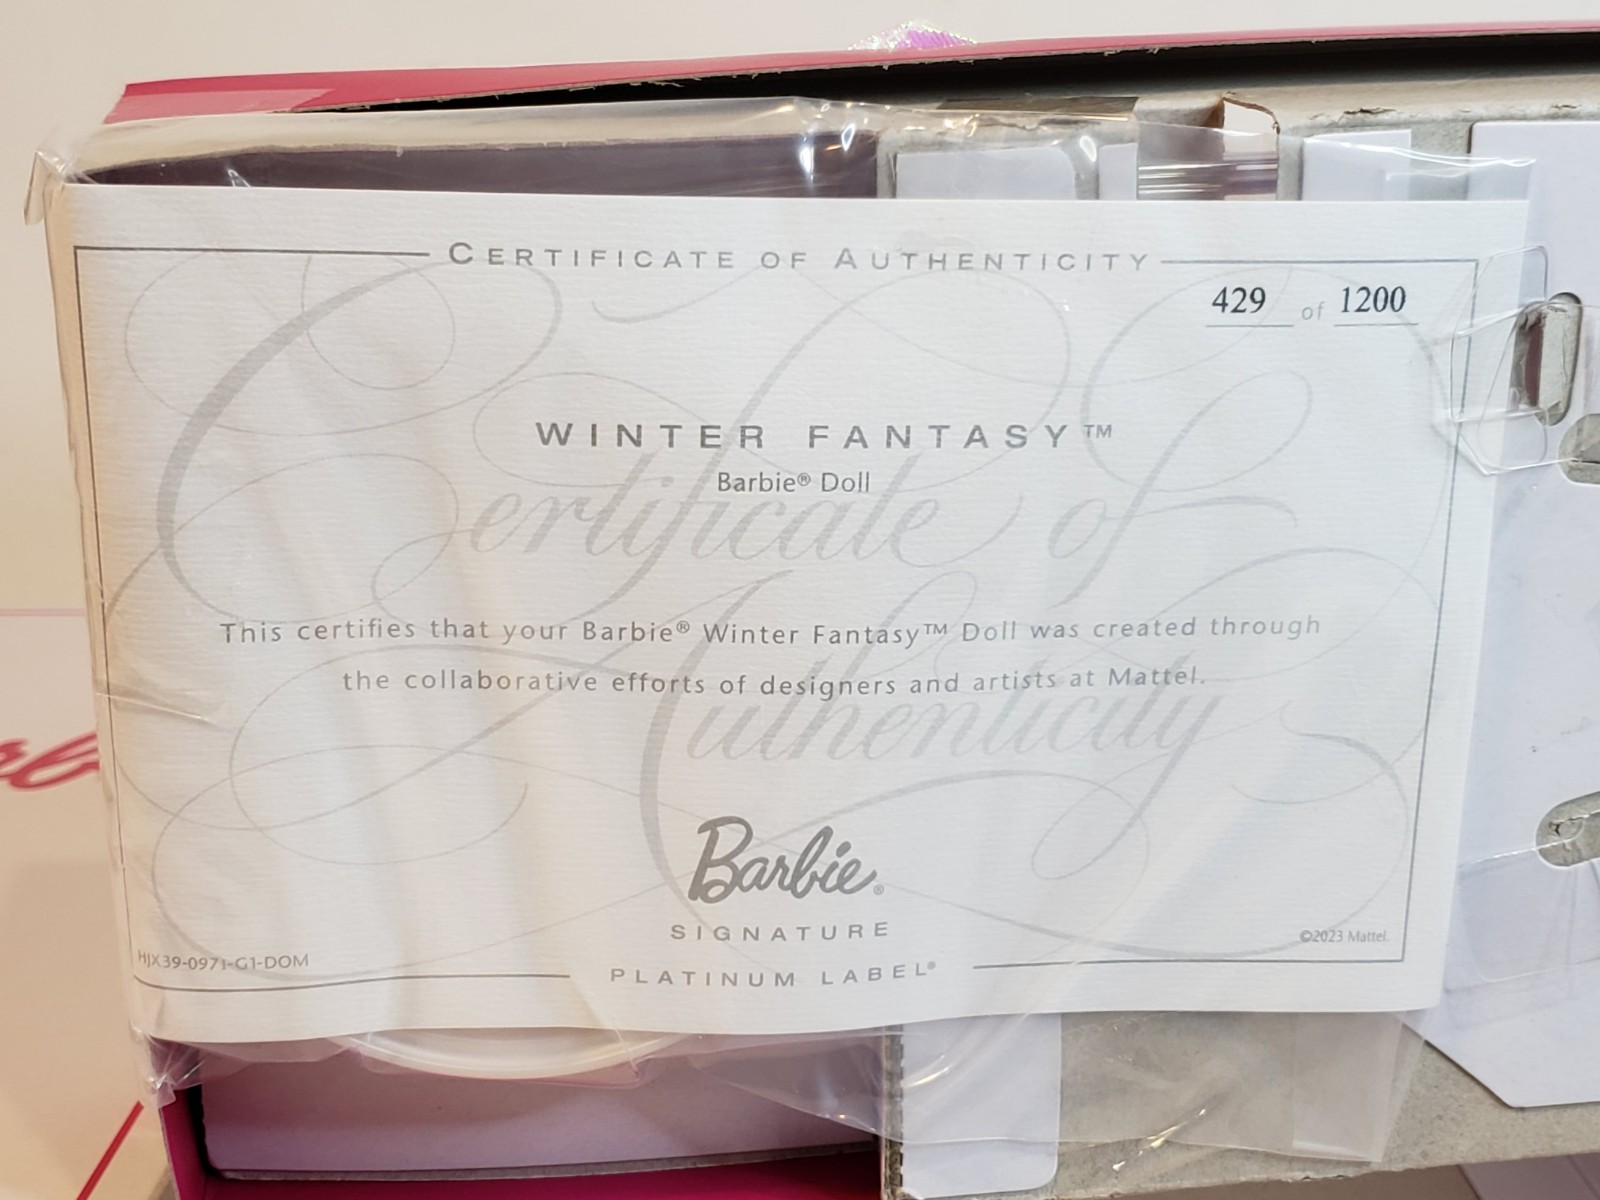 CERTIFICATE OF AUTHENTICITY
429 of 1200
WINTER FANTASY™
Barbie® Doll
Certificate of
Authenticity
This certifies that your Barbie® Winter Fantasy™ Doll was created through
the collaborative efforts of designers and artists at Mattel.
Barbie®
SIGNATURE
PLATINUM LABEL®
HJX39-0971-G1-DOM
©2023 Mattel.